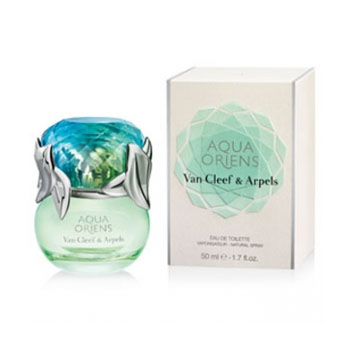 AQUA
ORIENS
Van Cleef & Arpels
AQUA
ORIENS
Van Cleef & Arpels
EAU DE TOILETTE
VAPORISATEUR - NATURAL SPRAY
50 ml e - 1.7 fl.oz.